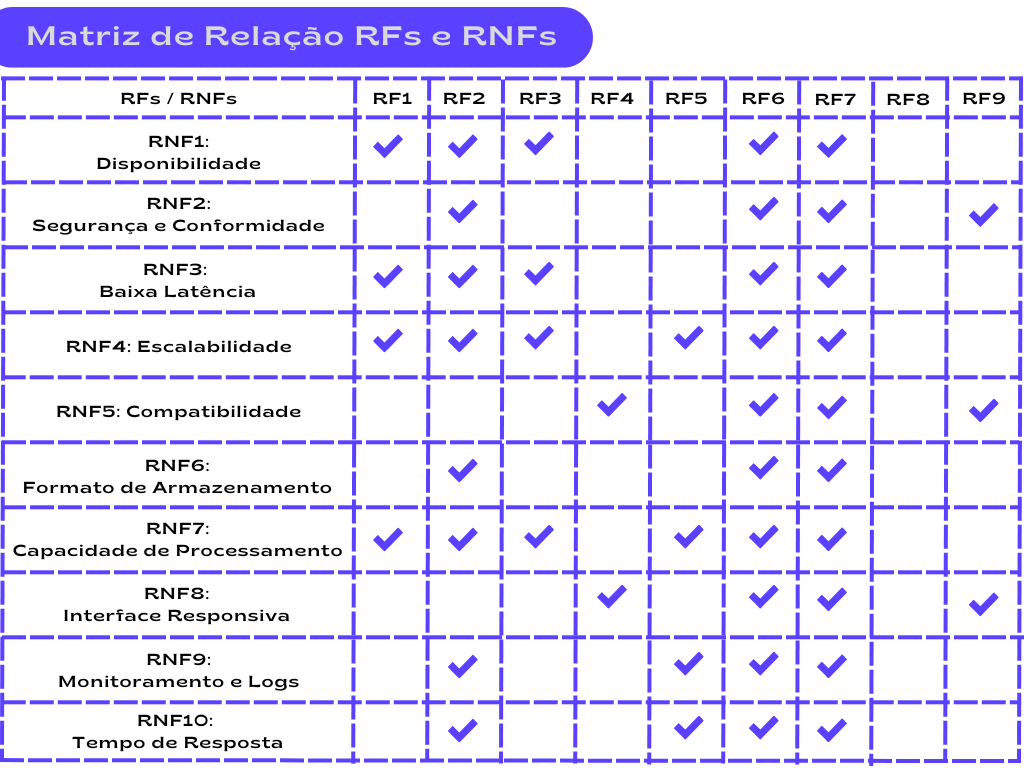 Matriz de Relação RFs e RNFs
RFs / RNFs RF1 RF2 RF3 RF4 RF5 RF6 RF7 RF8 RF9
RNF1:
Disponibilidade
RNF2:
Segurança e Conformidade
RNF3:
Baixa Latência
RNF4: Escalabilidade
RNF5: Compatibilidade
RNF6:
Formato de Armazenamento
RNF7:
Capacidade de Processamento
RNF8:
Interface Responsiva
RNF9:
Monitoramento e Logs
RNF10:
Tempo de Resposta